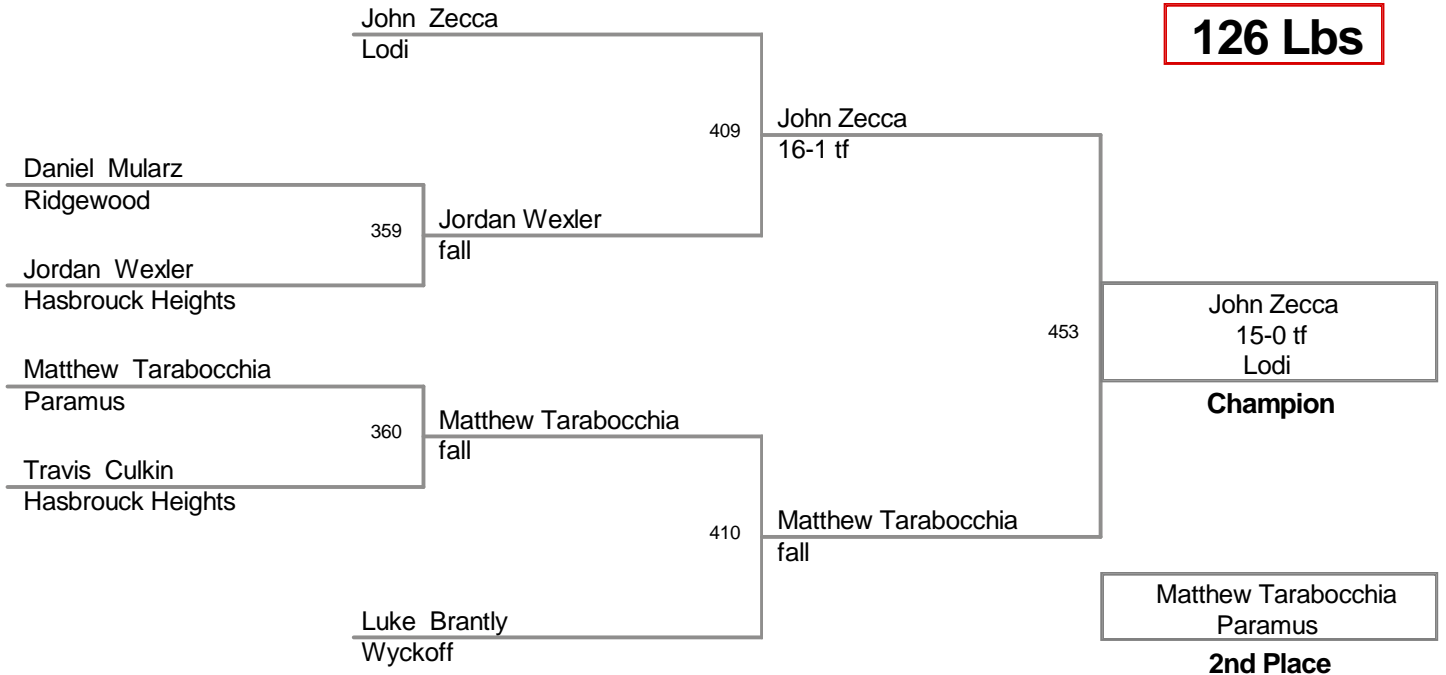 John Zecca
Lodi
126 Lbs
409
John Zecca
16-1 tf
Daniel Mularz
Ridgewood
359
Jordan Wexler
fall
Jordan Wexler
Hasbrouck Heights
453
John Zecca
15-0 tf
Lodi
Champion
Matthew Tarabocchia
Paramus
360
Matthew Tarabocchia
fall
Travis Culkin
Hasbrouck Heights
410
Matthew Tarabocchia
fall
Luke Brantly
Wyckoff
Matthew Tarabocchia
Paramus
2nd Place